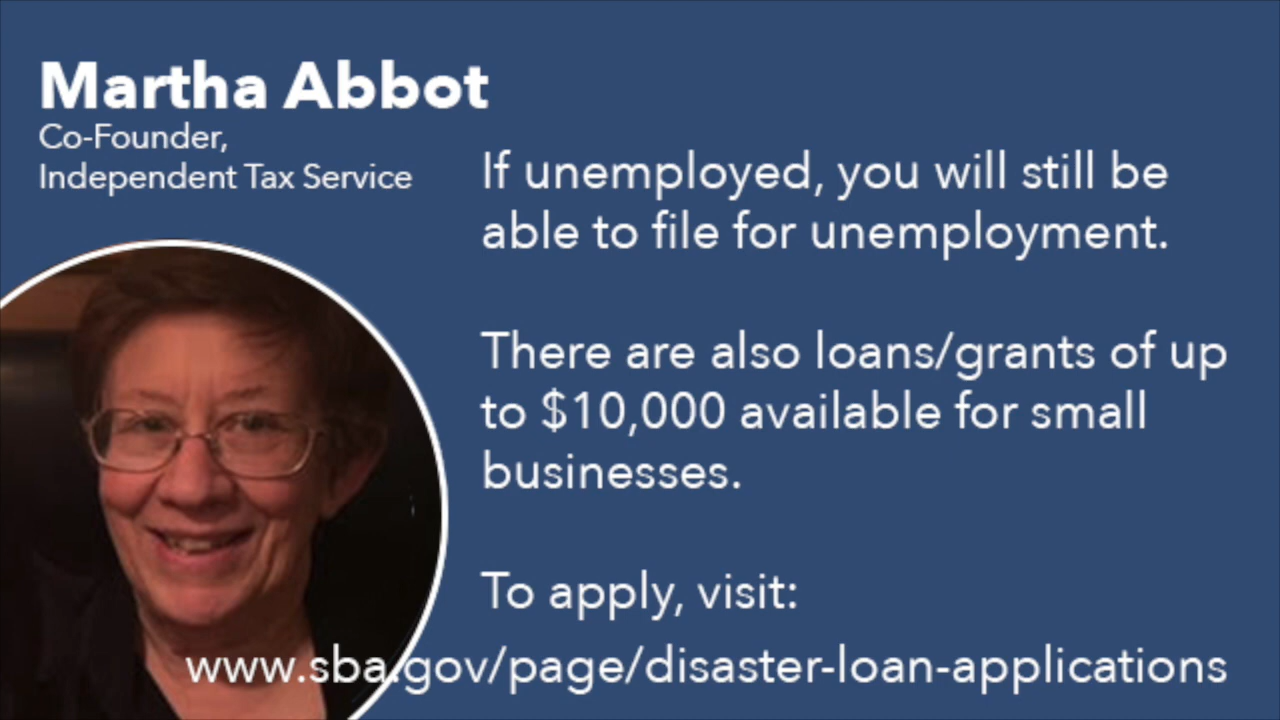 Martha Abbot
Co-Founder,
Independent Tax Service
If unemployed, you will still be
able to file for unemployment.
There are also loans/grants of up
to $10,000 available for small
businesses.
To apply, visit:
www.sba.gov/page/disaster-loan-applications